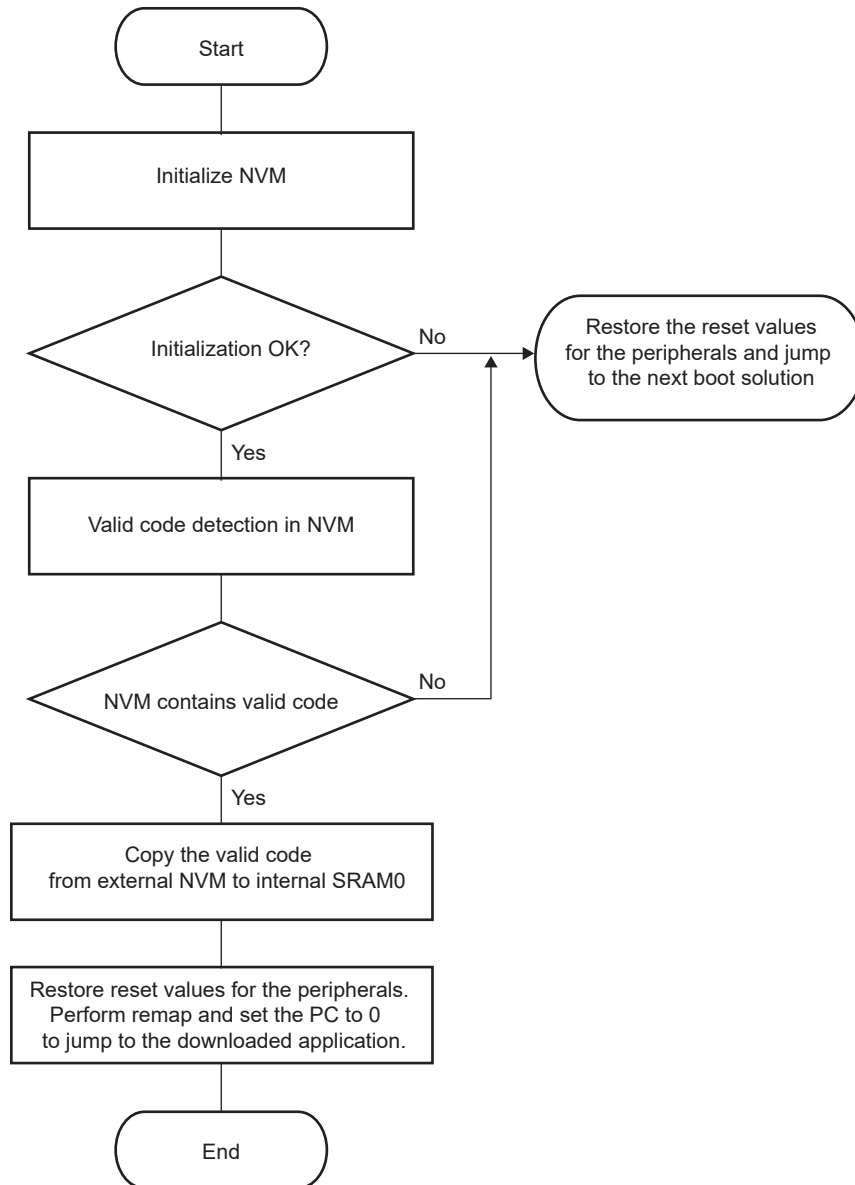 Start
Initialize NVM
Initialization OK?
No
Restore the reset values
for the peripherals and jump
to the next boot solution
Yes
Valid code detection in NVM
NVM contains valid code
No
Yes
Copy the valid code
from external NVM to internal SRAM0
Restore reset values for the peripherals.
Perform remap and set the PC to 0
to jump to the downloaded application.
End